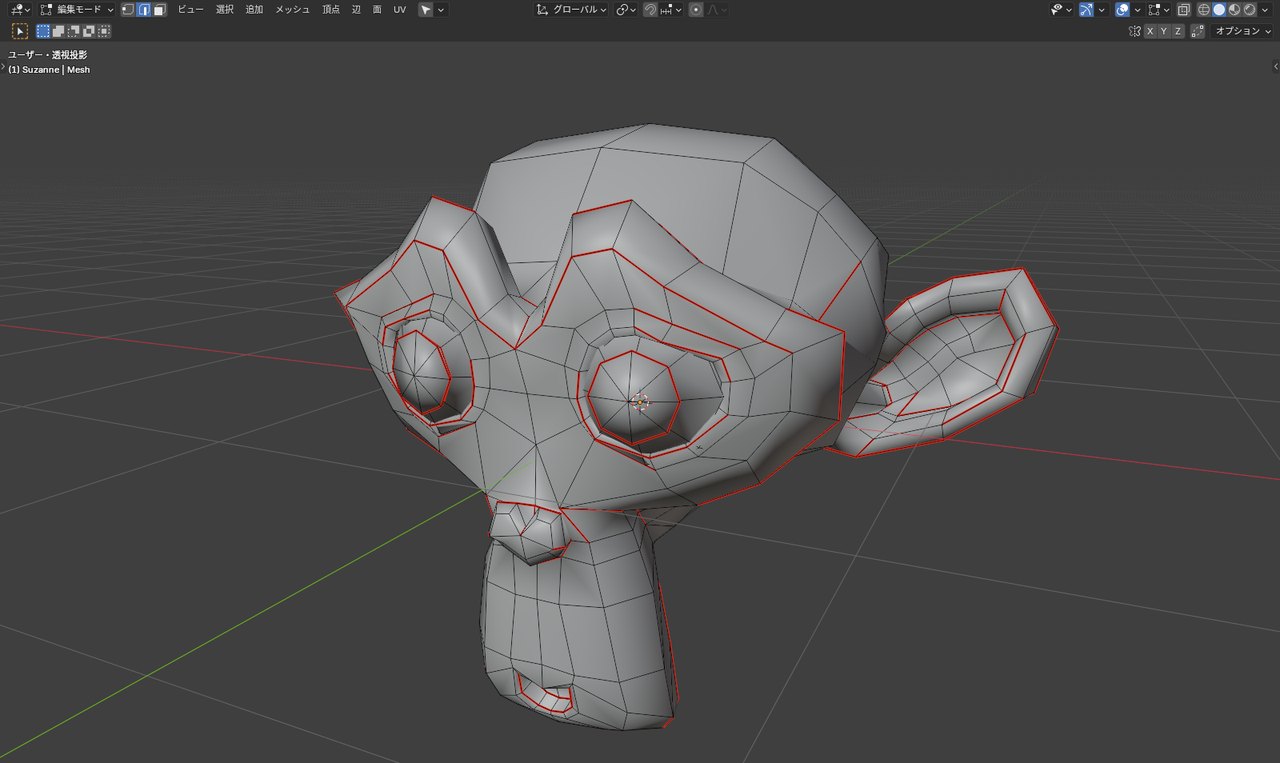 編集モード ビュー 選択 追加 メッシュ 頂点 辺 面 UV グローバル
X Y Z オプション
ユーザー・透視投影
(1) Suzanne | Mesh